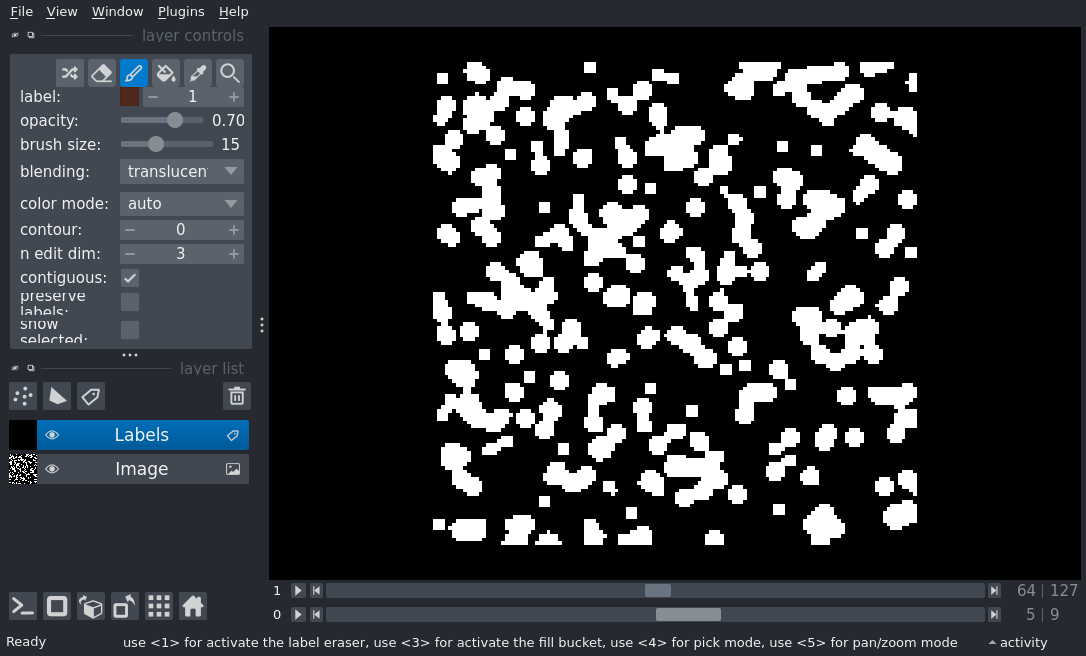 File View Window Plugins Help
layer controls
label: 1
opacity: 0.70
brush size: 15
blending: translucen
color mode: auto
contour: 0
n edit dim: 3
contiguous:
preserve
labels:
show
selected:
layer list
Labels
Image
1 64 127
0 5 9
Ready use <1> for activate the label eraser, use <3> for activate the fill bucket, use <4> for pick mode, use <5> for pan/zoom mode activity